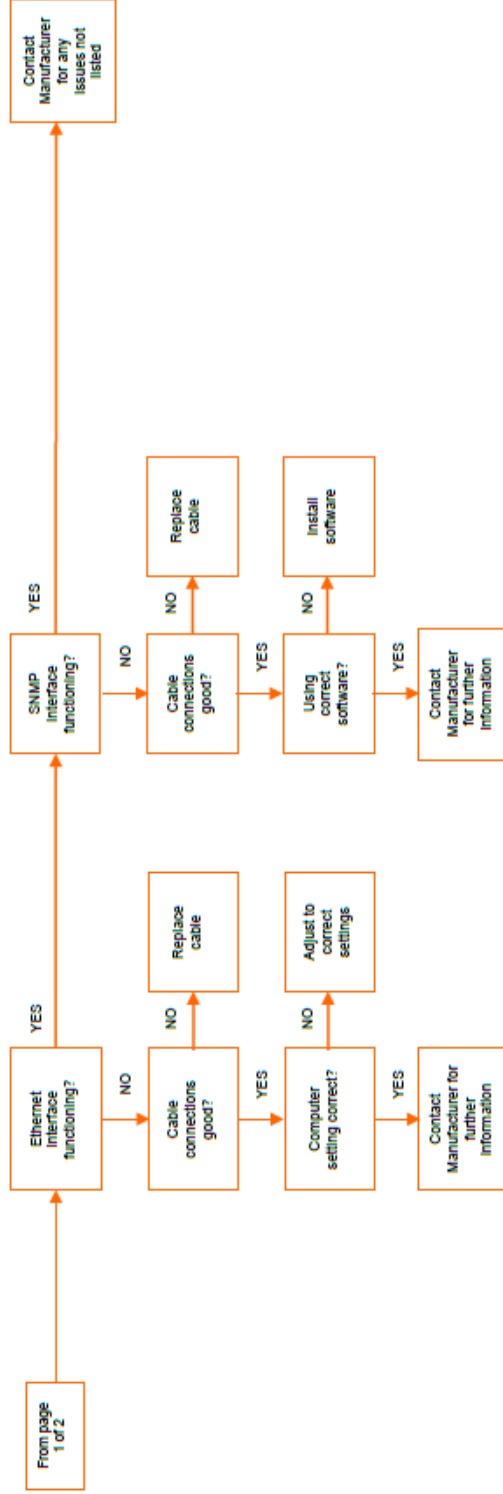 From page
1 of 2
Ethernet
Interface
functioning?
YES
NO
Cable
connections
good?
NO
Replace
cable
YES
Computer
setting correct?
NO
Adjust to
correct
settings
YES
Contact
Manufacturer for
further
Information
SNMP
Interface
functioning?
YES
NO
Cable
connections
good?
NO
Replace
cable
YES
Using
correct
software?
NO
Install
software
YES
Contact
Manufacturer
for further
Information
Contact
Manufacturer
for any
Issues not
listed